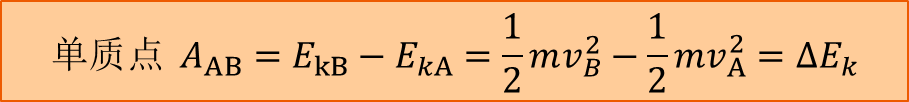 单质点 A_AB = E_kB − E_kA = 1/2 mv_B^2 − 1/2 mv_A^2 = ΔE_k